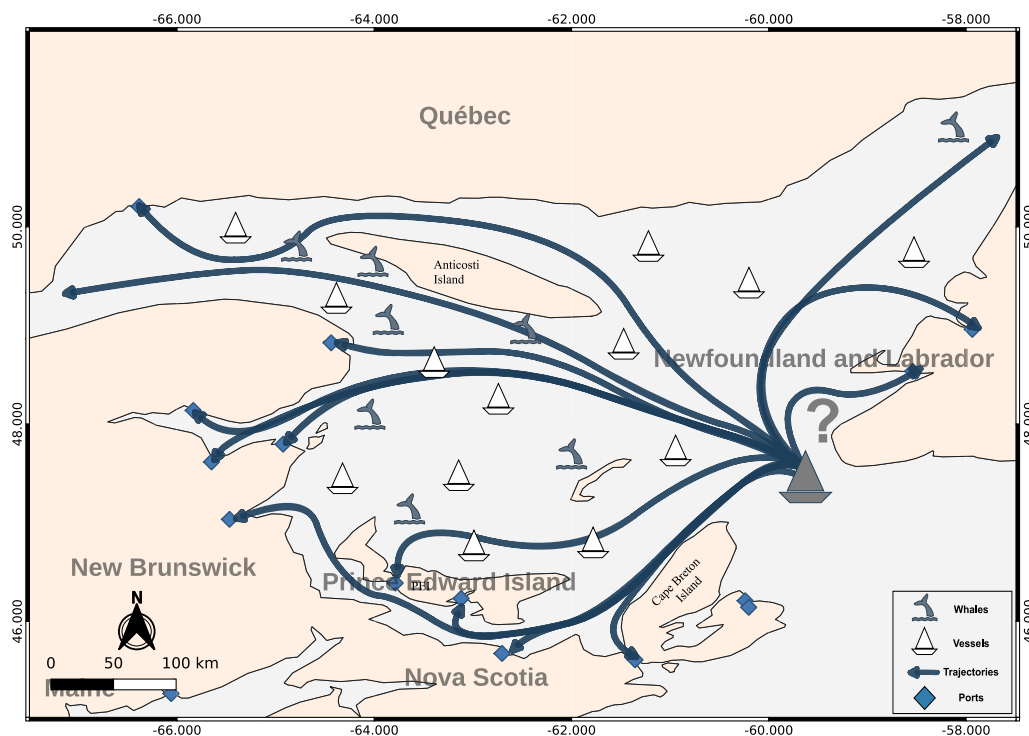 -66.000 -64.000 -62.000 -60.000 -58.000
Québec
50.000
50.000
Anticosti
Island
Newfoundland and Labrador
?
48.000
48.000
New Brunswick
Prince Edward Island
PEI
Cape Breton
Island
46.000
46.000
N
0 50 100 km
Maine
Nova Scotia
Whales
Vessels
Trajectories
Ports
-66.000 -64.000 -62.000 -60.000 -58.000